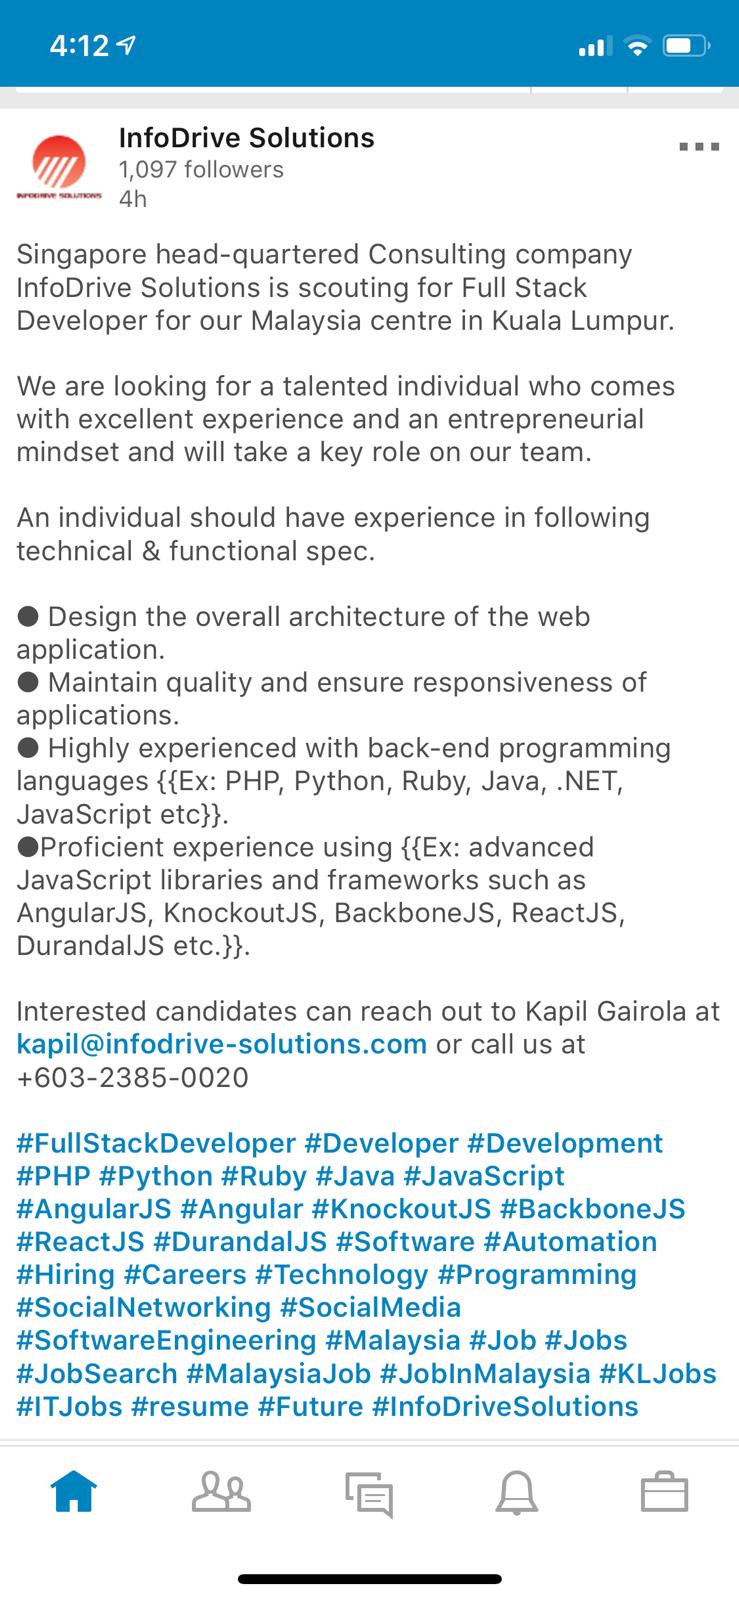 4:12
InfoDrive Solutions
1,097 followers
4h
INFODRIVE SOLUTIONS
Singapore head-quartered Consulting company
InfoDrive Solutions is scouting for Full Stack
Developer for our Malaysia centre in Kuala Lumpur.
We are looking for a talented individual who comes
with excellent experience and an entrepreneurial
mindset and will take a key role on our team.
An individual should have experience in following
technical & functional spec.
● Design the overall architecture of the web
application.
● Maintain quality and ensure responsiveness of
applications.
● Highly experienced with back-end programming
languages {{Ex: PHP, Python, Ruby, Java, .NET,
JavaScript etc}}.
●Proficient experience using {{Ex: advanced
JavaScript libraries and frameworks such as
AngularJS, KnockoutJS, BackboneJS, ReactJS,
DurandalJS etc.}}.
Interested candidates can reach out to Kapil Gairola at
kapil@infodrive-solutions.com or call us at
+603-2385-0020
#FullStackDeveloper #Developer #Development
#PHP #Python #Ruby #Java #JavaScript
#AngularJS #Angular #KnockoutJS #BackboneJS
#ReactJS #DurandalJS #Software #Automation
#Hiring #Careers #Technology #Programming
#SocialNetworking #SocialMedia
#SoftwareEngineering #Malaysia #Job #Jobs
#JobSearch #MalaysiaJob #JobInMalaysia #KLJobs
#ITJobs #resume #Future #InfoDriveSolutions